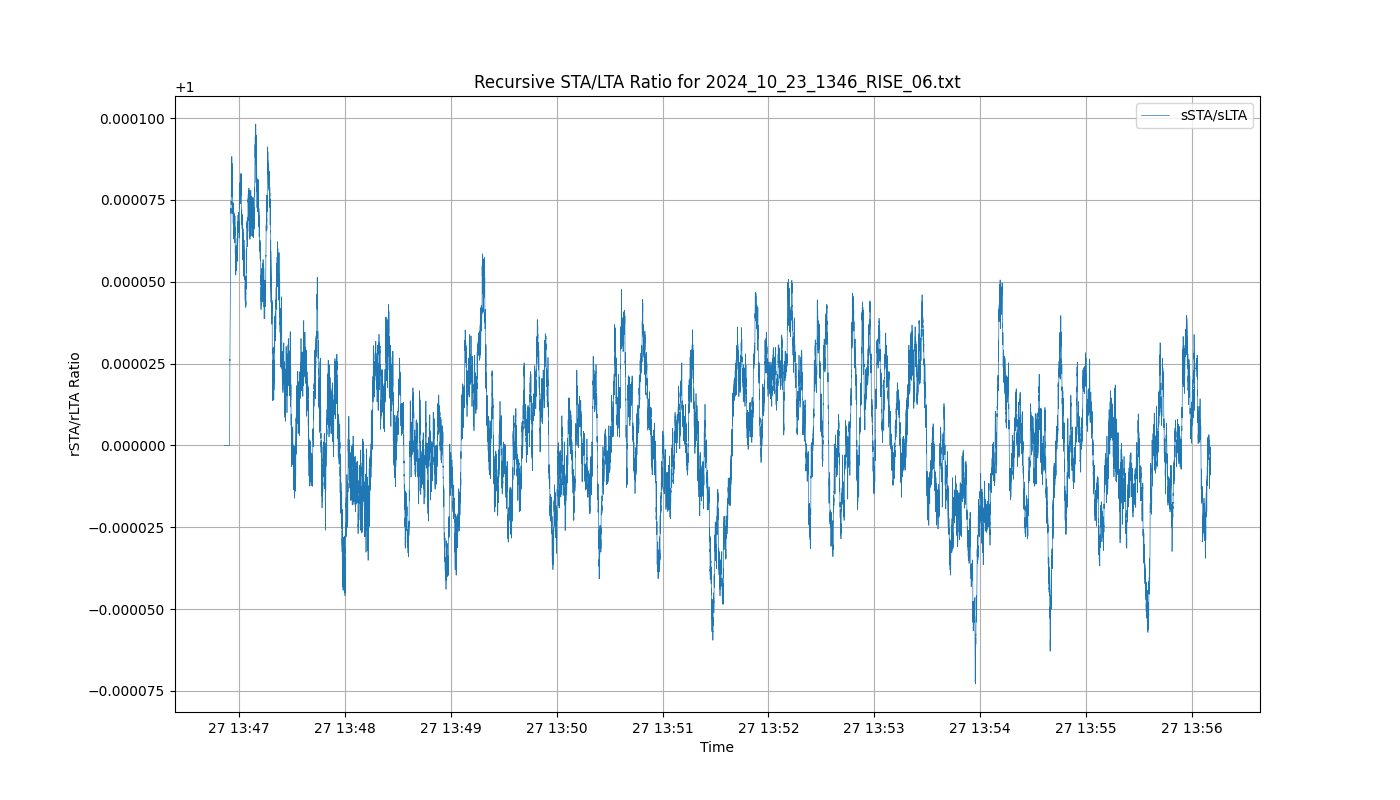 Recursive STA/LTA Ratio for 2024_10_23_1346_RISE_06.txt
+1
sSTA/sLTA
0.000100
0.000075
0.000050
0.000025
0.000000
−0.000025
−0.000050
−0.000075
rSTA/rLTA Ratio
27 13:47 27 13:48 27 13:49 27 13:50 27 13:51 27 13:52 27 13:53 27 13:54 27 13:55 27 13:56
Time